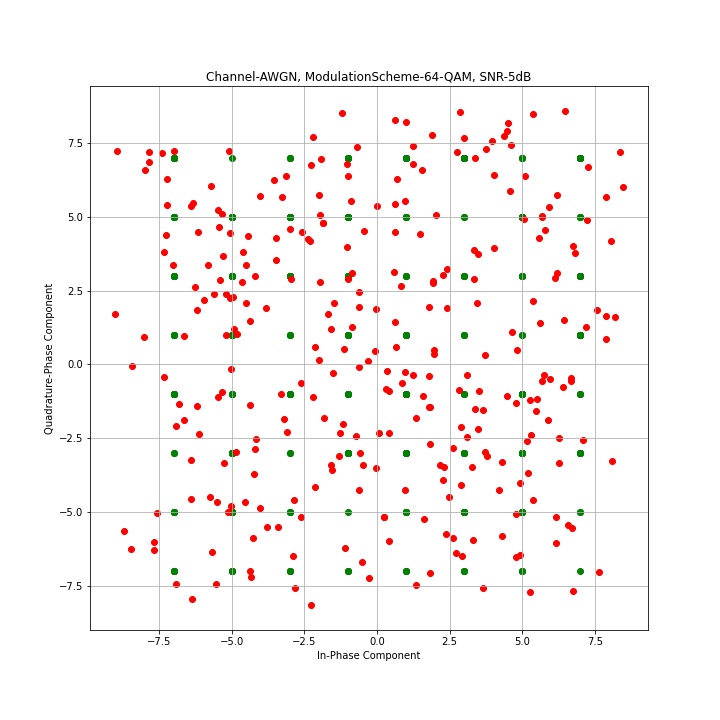 Channel-AWGN, ModulationScheme-64-QAM, SNR-5dB
7.5
5.0
2.5
0.0
−2.5
−5.0
−7.5
Quadrature-Phase Component
−7.5 −5.0 −2.5 0.0 2.5 5.0 7.5
In-Phase Component